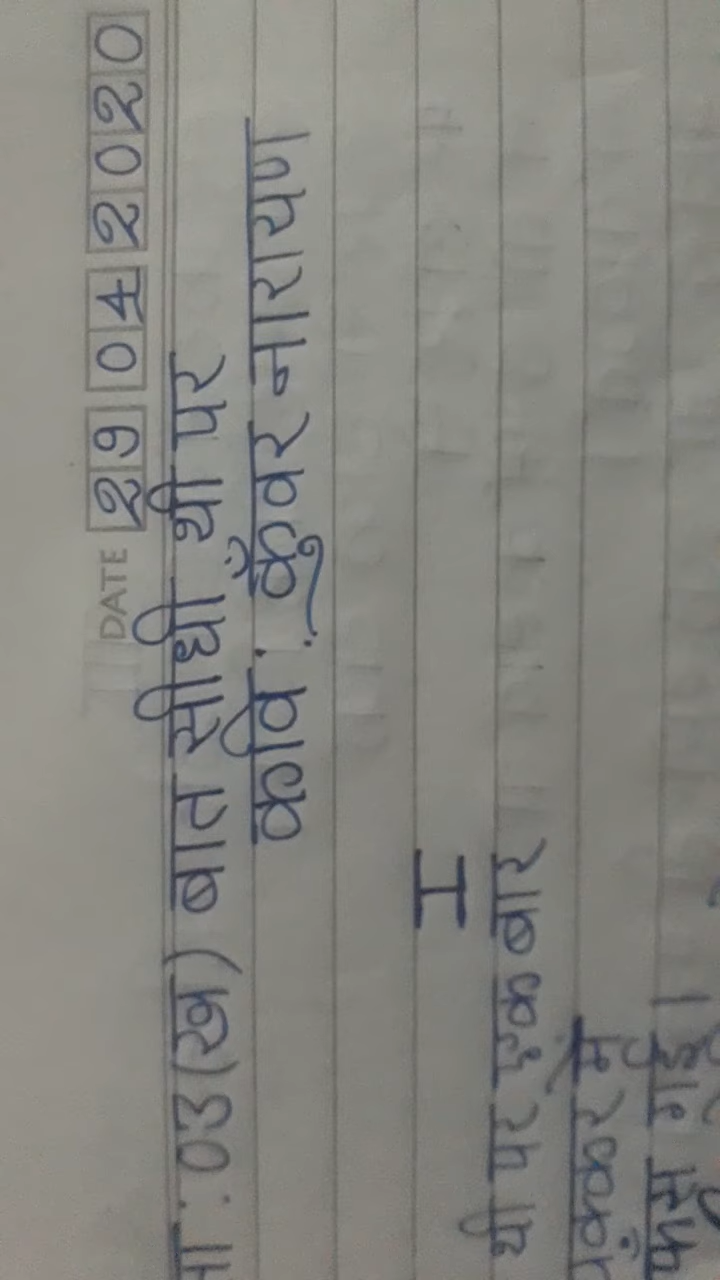 DATE 29 04 2020
: 03 (ख) बात सीधी थी पर
कवि : कुँवर नारायण
I
थी पर एक बार
चक्कर में
फँस गई ।